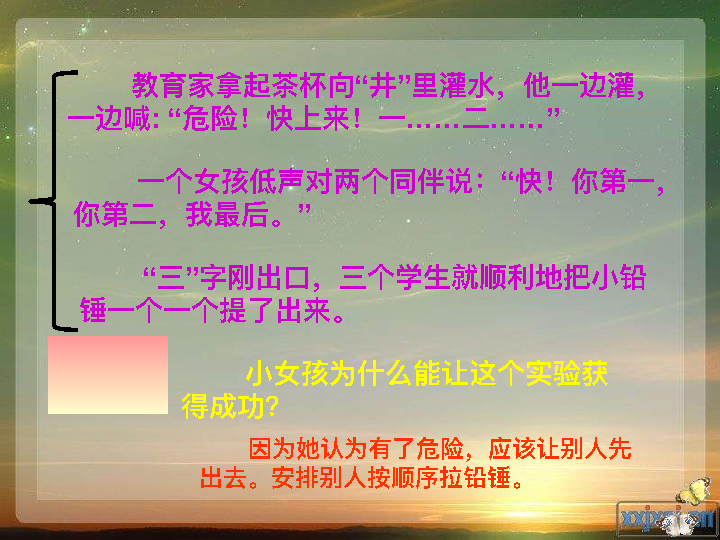 教育家拿起茶杯向“井”里灌水，他一边灌，
一边喊: “危险！快上来！一……二……”
一个女孩低声对两个同伴说：“快！你第一，
你第二，我最后。”
“三”字刚出口，三个学生就顺利地把小铅
锤一个一个提了出来。
小女孩为什么能让这个实验获
得成功?
因为她认为有了危险，应该让别人先
出去。安排别人按顺序拉铅锤。